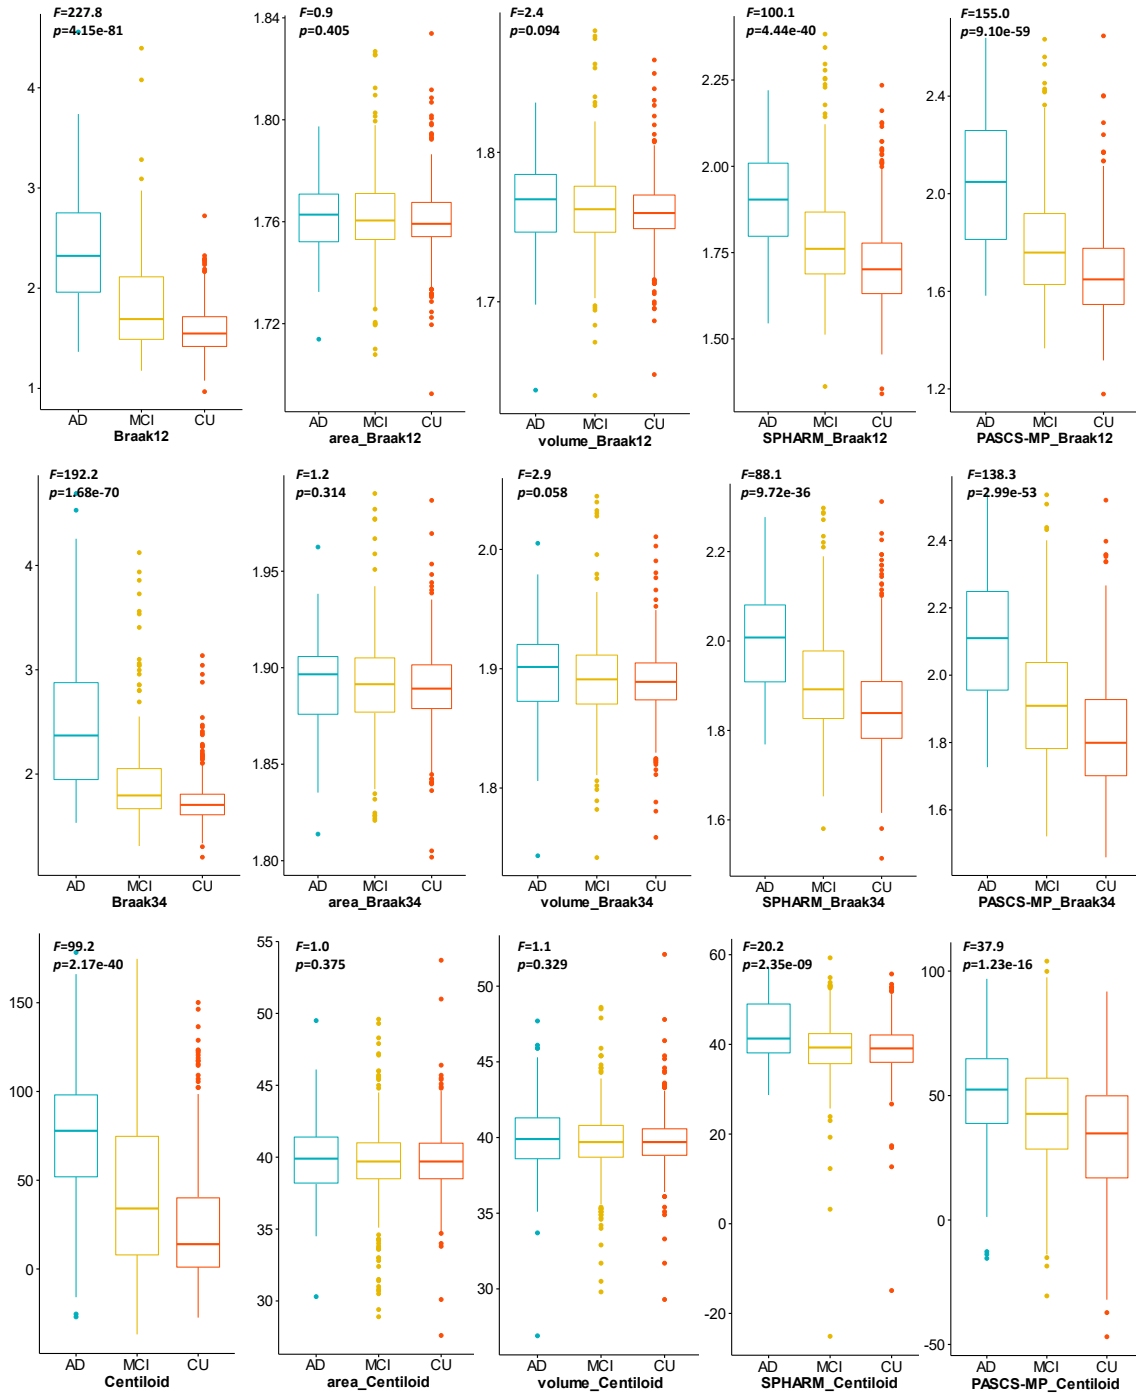 F=227.8
p=4.15e-81
4
3
2
1
AD MCI CU
Braak12
F=0.9
p=0.405
1.84
1.80
1.76
1.72
AD MCI CU
area_Braak12
F=2.4
p=0.094
1.8
1.7
AD MCI CU
volume_Braak12
F=100.1
p=4.44e-40
2.25
2.00
1.75
1.50
AD MCI CU
SPHARM_Braak12
F=155.0
p=9.10e-59
2.4
2.0
1.6
1.2
AD MCI CU
PASCS-MP_Braak12
F=192.2
p=1.68e-70
4
3
2
AD MCI CU
Braak34
F=1.2
p=0.314
1.95
1.90
1.85
1.80
AD MCI CU
area_Braak34
F=2.9
p=0.058
2.0
1.9
1.8
AD MCI CU
volume_Braak34
F=88.1
p=9.72e-36
2.2
2.0
1.8
1.6
AD MCI CU
SPHARM_Braak34
F=138.3
p=2.99e-53
2.4
2.2
2.0
1.8
1.6
AD MCI CU
PASCS-MP_Braak34
F=99.2
p=2.17e-40
150
100
50
0
AD MCI CU
Centiloid
F=1.0
p=0.375
55
50
45
40
35
30
AD MCI CU
area_Centiloid
F=1.1
p=0.329
50
45
40
35
30
AD MCI CU
volume_Centiloid
F=20.2
p=2.35e-09
60
40
20
0
-20
AD MCI CU
SPHARM_Centiloid
F=37.9
p=1.23e-16
100
50
0
-50
AD MCI CU
PASCS-MP_Centiloid